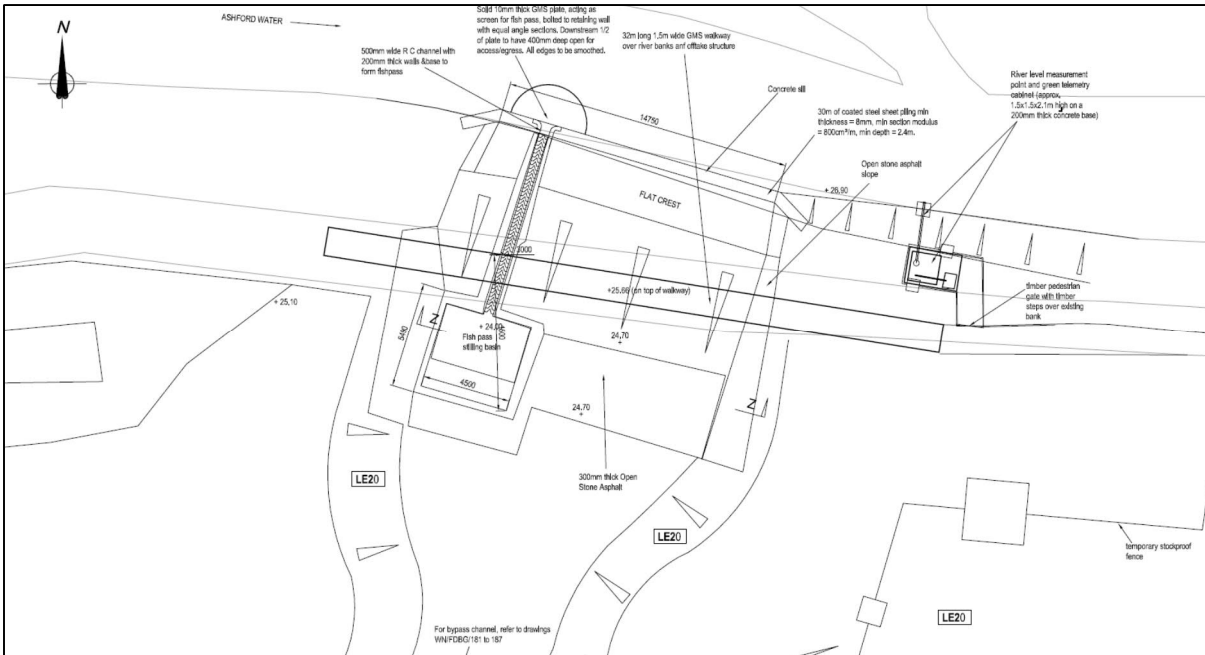 ASHFORD WATER
N
Solid 10mm thick GMS plate, acting as
screen for fish pass, bolted to retaining wall
with equal angle sections. Downstream 1/2
of plate to have 400mm deep open for
access/egress. All edges to be smoothed.
500mm wide R C channel with
200mm thick walls &base to
form fishpass
32m long 1.5m wide GMS walkway
over river banks anf offtake structure
Concrete sill
River level measurement
point and green telemetry
cabinet (approx.
1.5x1.5x2.1m high on a
200mm thick concrete base)
14750
30m of coated steel sheet piling min
thickness = 8mm, min section modulus
= 800cm³/m, min depth = 2.4m.
Open stone asphalt
slope
+ 26.90
FLAT CREST
+25.66 (on top of walkway)
timber pedestrian
gate with timber
steps over existing
bank
+ 25.10
5490
Z
+ 24.00
Fish pass
stilling basin
4500
24.70
+
24.70
+
Z
300mm thick Open
Stone Asphalt
LE20
LE20
LE20
temporary stockproof
fence
For bypass channel, refer to drawings
WN/FDBG/181 to 187